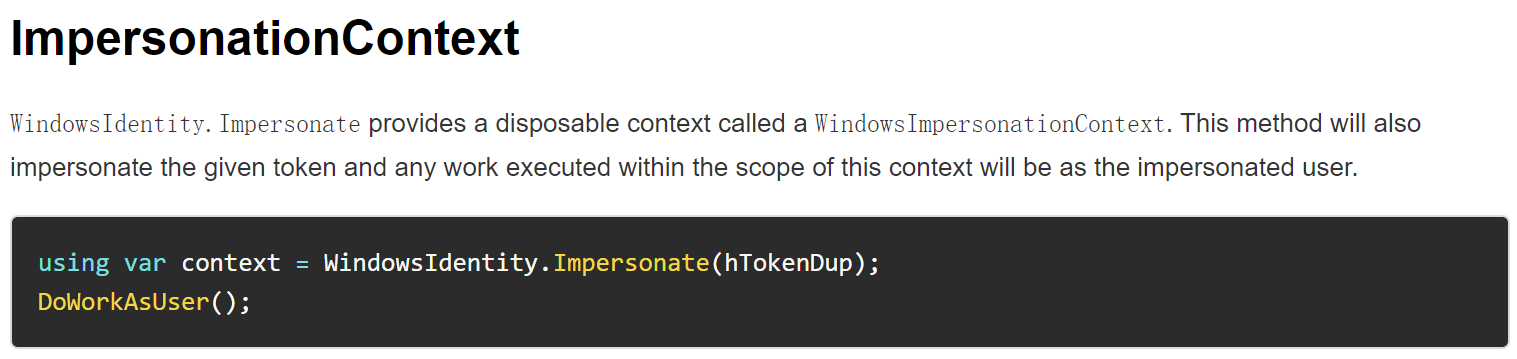 ImpersonationContext
WindowsIdentity.Impersonate provides a disposable context called a WindowsImpersonationContext. This method will also
impersonate the given token and any work executed within the scope of this context will be as the impersonated user.
using var context = WindowsIdentity.Impersonate(hTokenDup);
DoWorkAsUser();